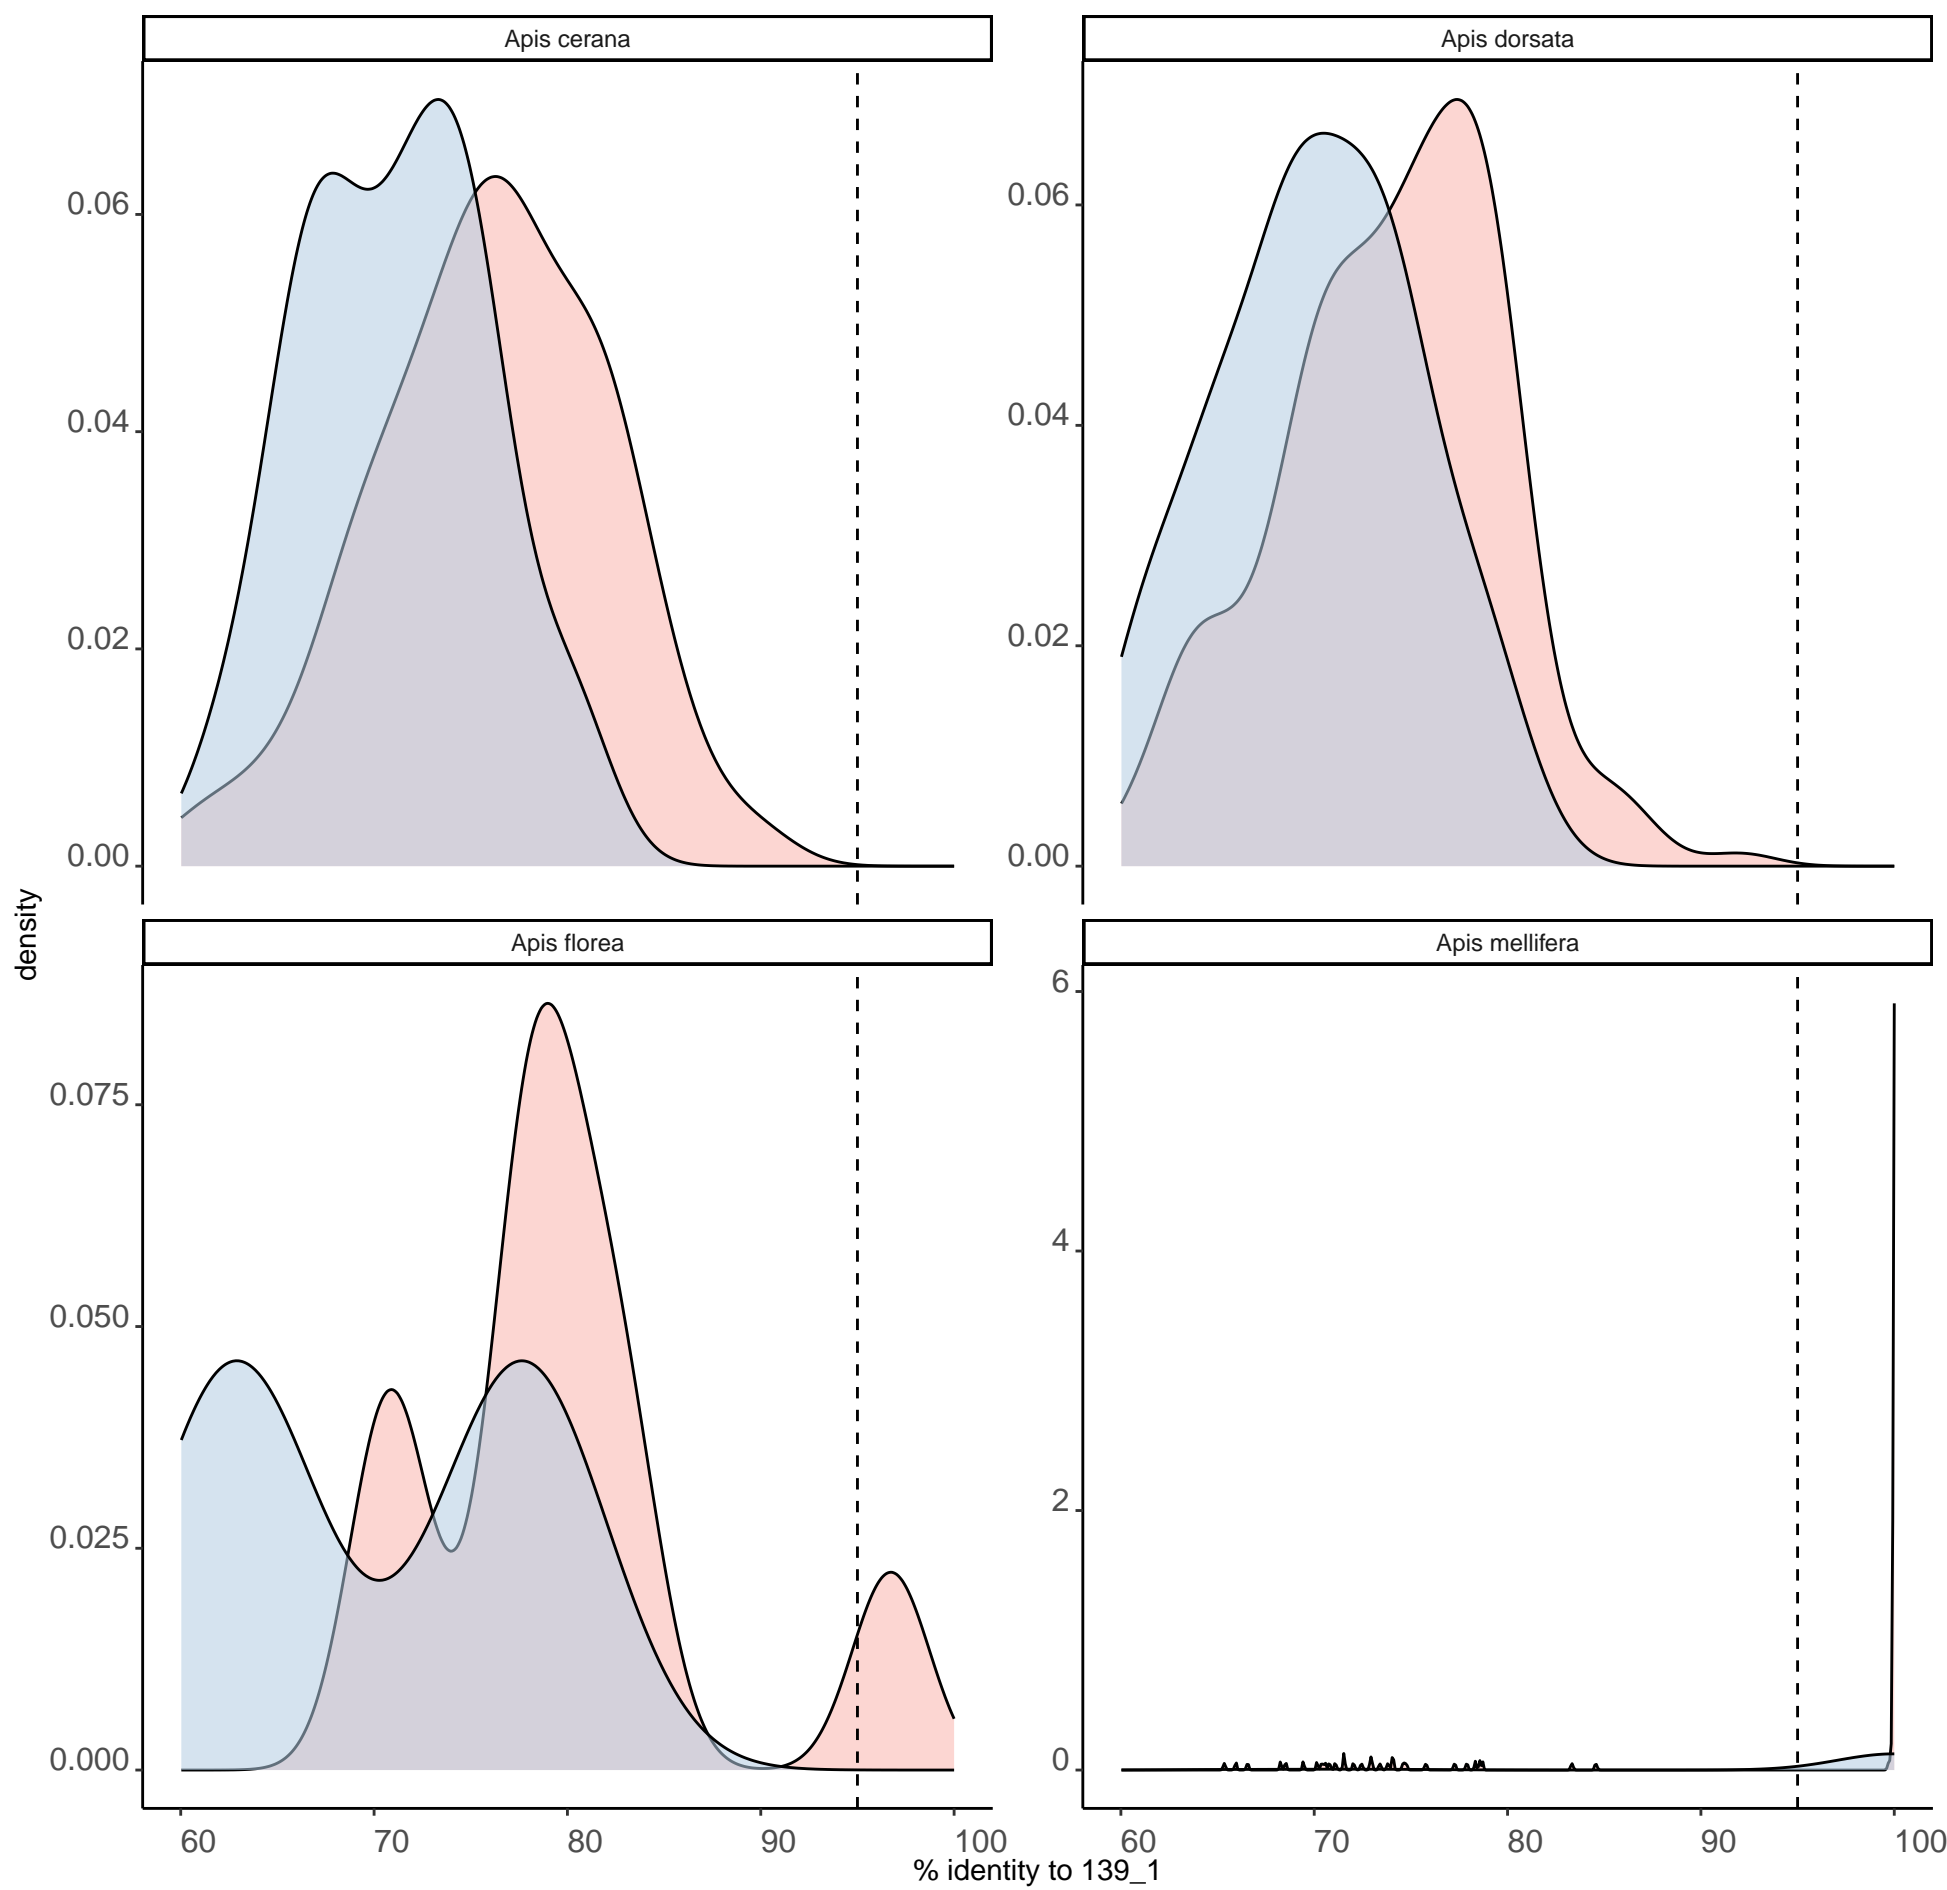 Apis cerana
Apis dorsata
0.06
0.04
0.02
0.00
0.06
0.04
0.02
0.00
density
Apis florea
Apis mellifera
0.075
0.050
0.025
0.000
6
4
2
0
60 70 80 90 100
60 70 80 90 100
% identity to 139_1